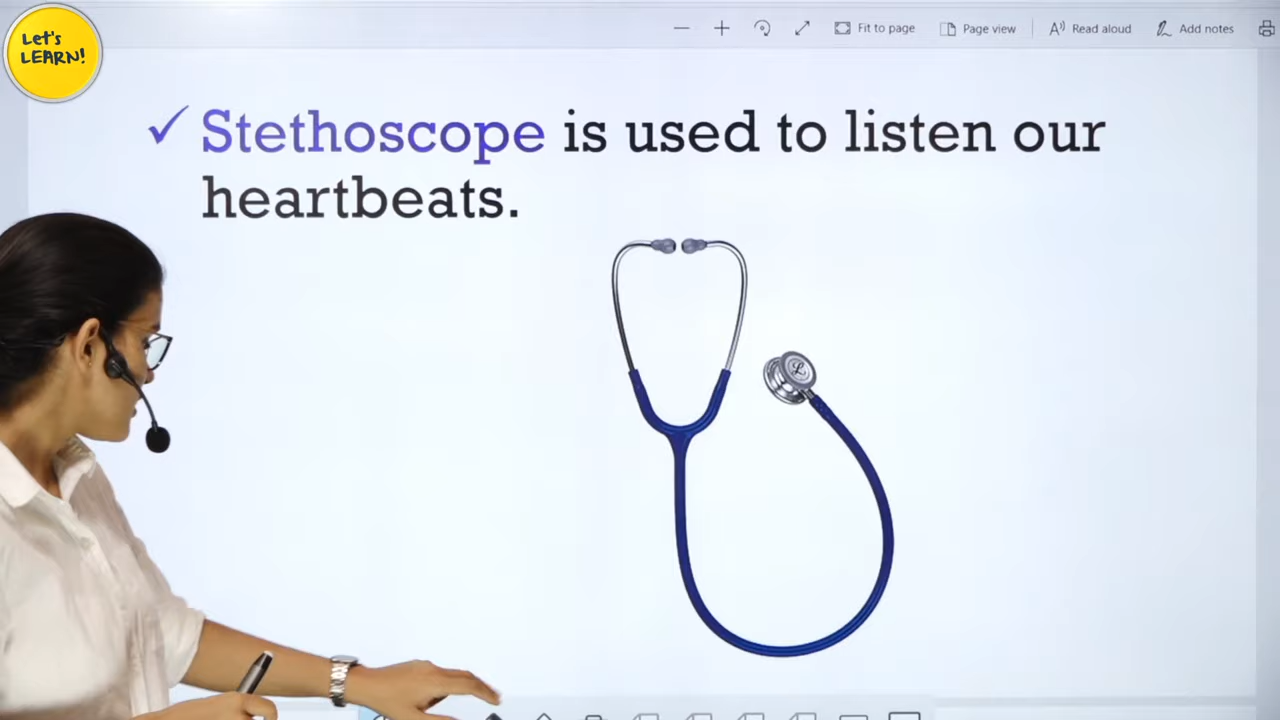 Let's
LEARN!
Fit to page
Page view
Read aloud
Add notes
✓ Stethoscope is used to listen our
heartbeats.